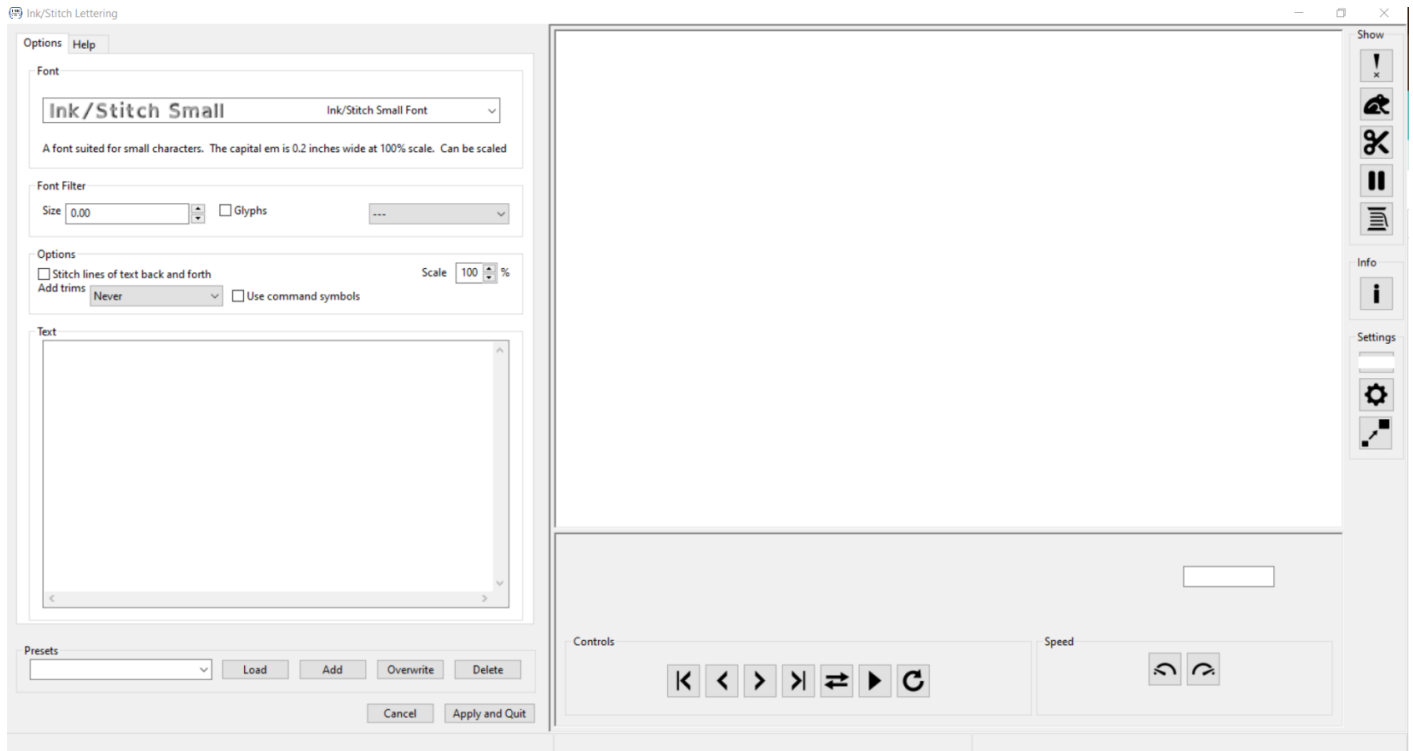 Ink/Stitch Lettering
Options Help
Font
Ink/Stitch Small Ink/Stitch Small Font
A font suited for small characters. The capital em is 0.2 inches wide at 100% scale. Can be scaled
Font Filter
Size 0.00 Glyphs ---
Options
Stitch lines of text back and forth Scale 100 %
Add trims Never Use command symbols
Text
Presets
Load Add Overwrite Delete
Cancel Apply and Quit
Controls
Speed
Show
Info
Settings